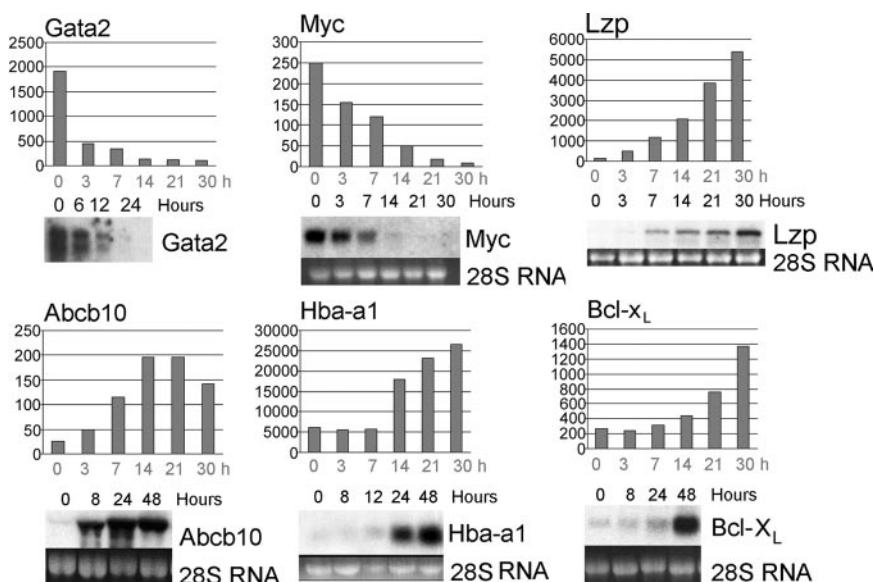 Gata2
2500
2000
1500
1000
500
0
0 3 7 14 21 30 h
0 6 12 24 Hours
Gata2
Myc
300
250
200
150
100
50
0
0 3 7 14 21 30 h
0 3 7 14 21 30 Hours
Myc
28S RNA
Lzp
6000
5000
4000
3000
2000
1000
0
0 3 7 14 21 30 h
0 3 7 14 21 30 Hours
Lzp
28S RNA
Abcb10
250
200
150
100
50
0
0 3 7 14 21 30 h
0 8 24 48 Hours
Abcb10
28S RNA
Hba-a1
30000
25000
20000
15000
10000
5000
0
0 3 7 14 21 30 h
0 8 12 24 48 Hours
Hba-a1
28S RNA
Bcl-xL
1600
1400
1200
1000
800
600
400
200
0
0 3 7 14 21 30 h
0 8 24 48 Hours
Bcl-XL
28S RNA